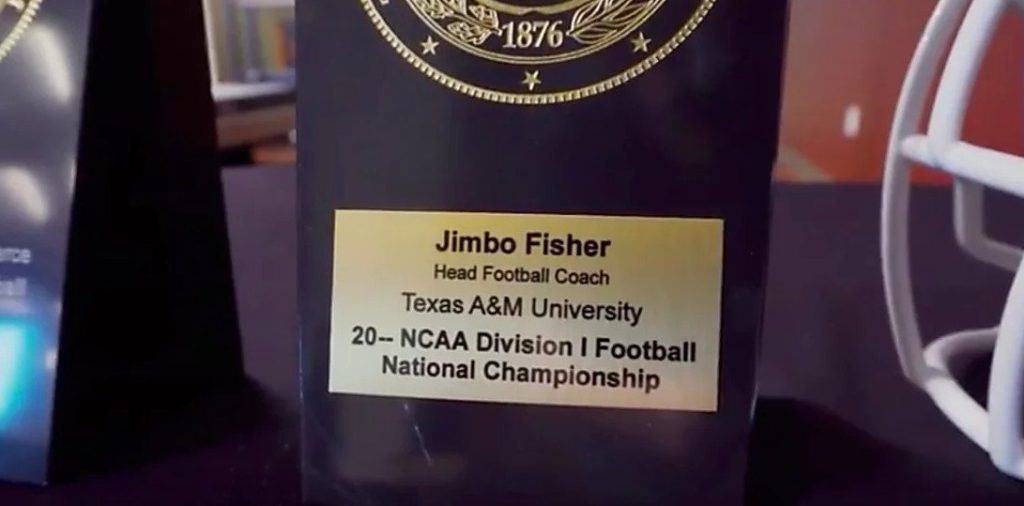 1876
Jimbo Fisher
Head Football Coach
Texas A&M University
20-- NCAA Division I Football
National Championship